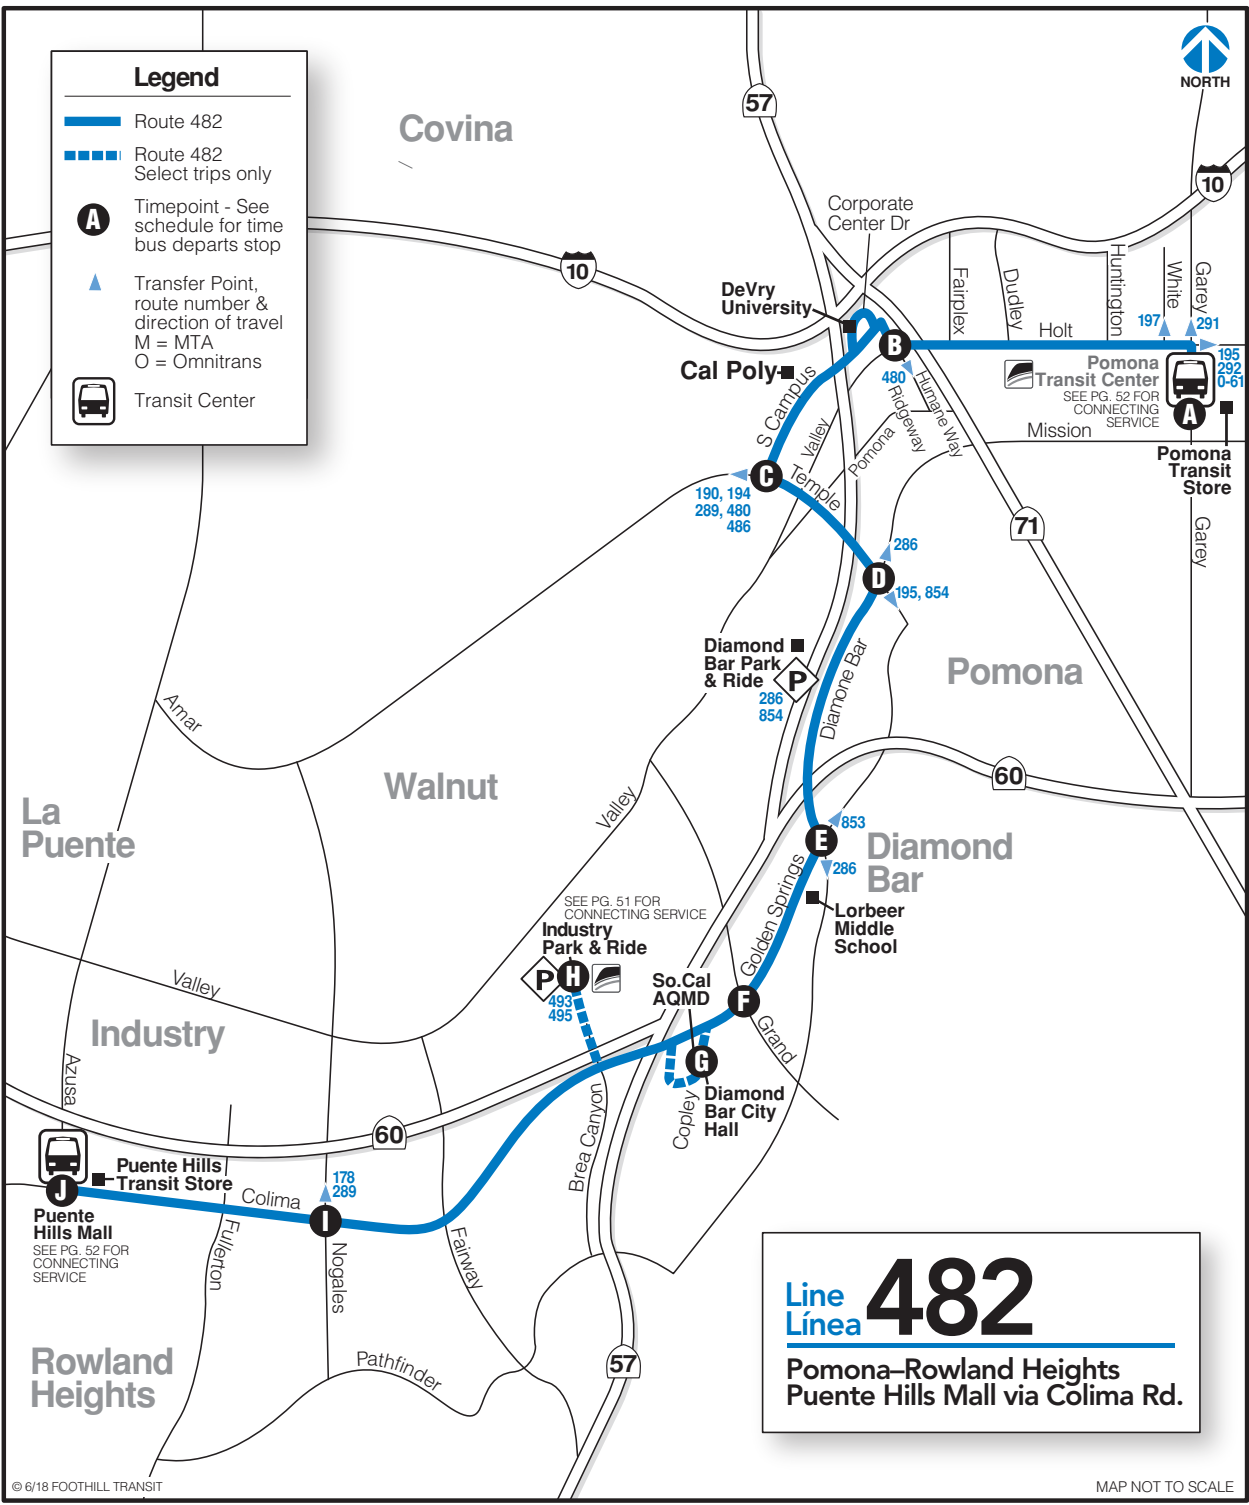 Legend
Route 482
Route 482
Select trips only
A
Timepoint - See
schedule for time
bus departs stop
Transfer Point,
route number &
direction of travel
M = MTA
O = Omnitrans
Transit Center
NORTH
57
Covina
10
10
Corporate
Center Dr
DeVry
University
Fairplex
Dudley
Huntington
White
Garey
197
291
Holt
B
480
195
292
0-61
Pomona
Transit Center
SEE PG. 52 FOR
CONNECTING
SERVICE
A
Cal Poly
S Campus
Valley
Pomona
Ridgeway
Humane Way
Mission
Pomona
Transit
Store
C
Temple
190, 194
289, 480
486
71
Garey
286
D
195, 854
Diamond
Bar Park
& Ride
P
286
854
Diamone Bar
Pomona
Amar
Walnut
60
La
Puente
Valley
853
E
286
Diamond
Bar
Golden Springs
Lorbeer
Middle
School
SEE PG. 51 FOR
CONNECTING SERVICE
Industry
Park & Ride
P
H
493
495
So.Cal
AQMD
F
Grand
Valley
Industry
G
Azusa
Diamond
Bar City
Hall
Copley
Brea Canyon
60
Puente Hills
Transit Store
J
Colima
178
289
I
Puente
Hills Mall
SEE PG. 52 FOR
CONNECTING
SERVICE
Fullerton
Nogales
Fairway
Line
Línea
482
Pomona–Rowland Heights
Puente Hills Mall via Colima Rd.
Rowland
Heights
Pathfinder
57
© 6/18 FOOTHILL TRANSIT
MAP NOT TO SCALE